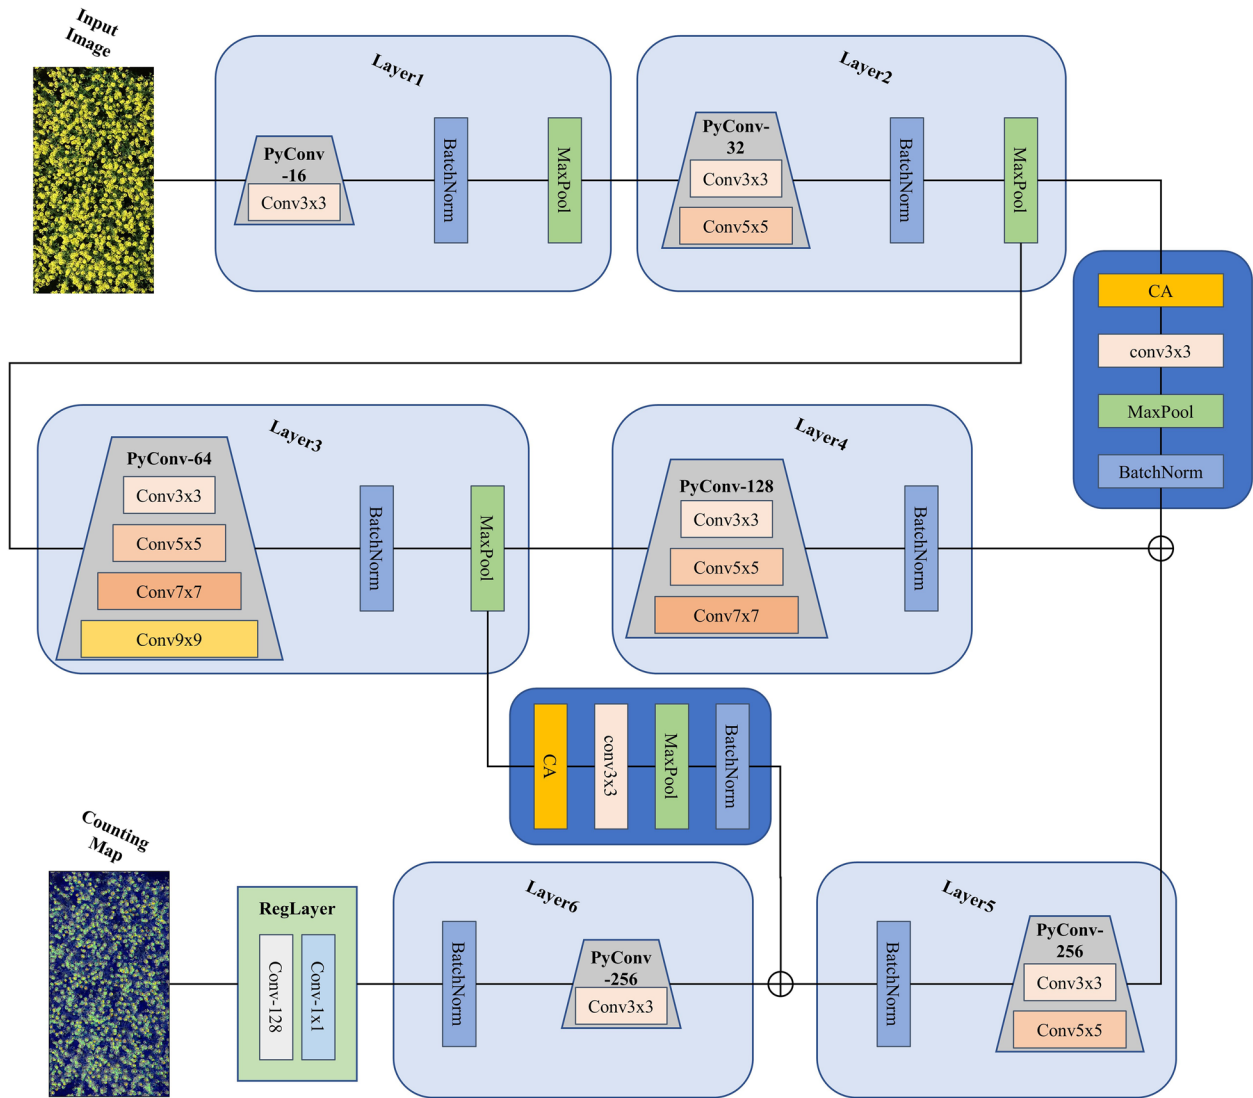 Input
Image
Layer1
PyConv
-16
Conv3x3
BatchNorm
MaxPool
Layer2
PyConv-
32
Conv3x3
Conv5x5
BatchNorm
MaxPool
CA
conv3x3
MaxPool
BatchNorm
Layer3
PyConv-64
Conv3x3
Conv5x5
Conv7x7
Conv9x9
BatchNorm
MaxPool
Layer4
PyConv-128
Conv3x3
Conv5x5
Conv7x7
BatchNorm
CA
conv3x3
MaxPool
BatchNorm
Counting
Map
RegLayer
Conv-128
Conv-1x1
Layer6
BatchNorm
PyConv
-256
Conv3x3
Layer5
BatchNorm
PyConv-
256
Conv3x3
Conv5x5